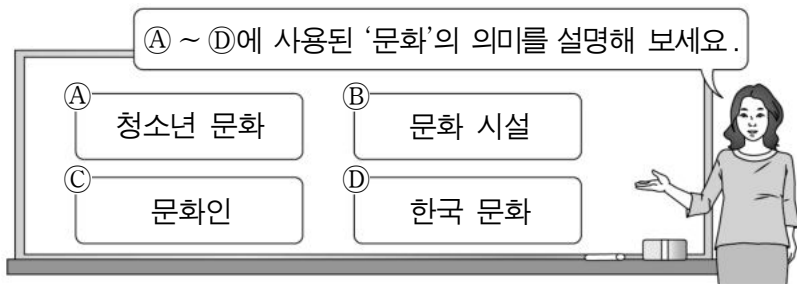 Ⓐ ~ Ⓓ에 사용된 ‘문화’의 의미를 설명해 보세요.
Ⓐ 청소년 문화
Ⓑ 문화 시설
Ⓒ 문화인
Ⓓ 한국 문화